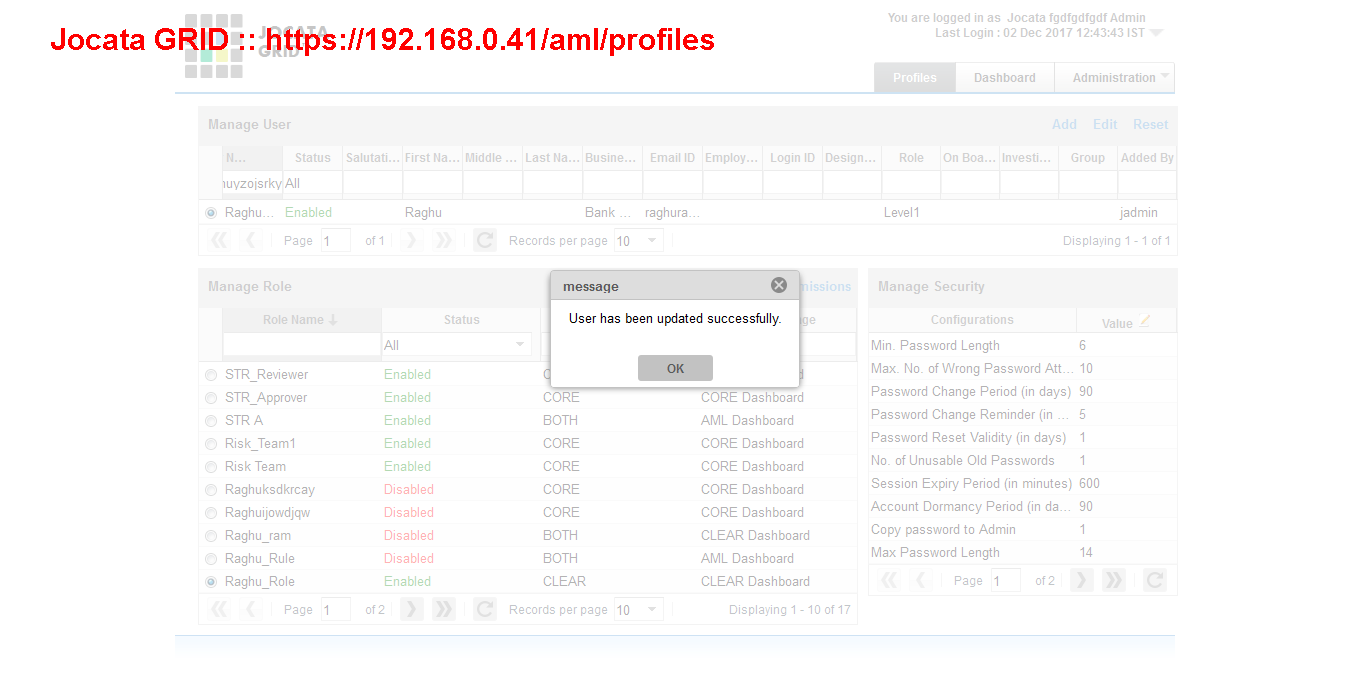 Jocata GRID :: https://192.168.0.41/aml/profiles
JOCATA
GRID
You are logged in as Jocata fgdfgdfgdf Admin
Last Login : 02 Dec 2017 12:43:43 IST
Profiles Dashboard Administration
Manage User Add Edit Reset
N... Status Salutati... First Na... Middle ... Last Na... Busine... Email ID Employ... Login ID Design... Role On Boa... Investi... Group Added By
uyzojsrky All
Raghu... Enabled Raghu Bank ... raghura... Level1 jadmin
Page 1 of 1 Records per page 10 Displaying 1 - 1 of 1
Manage Role missions
Role Name Status ge
All
STR_Reviewer Enabled
STR_Approver Enabled CORE CORE Dashboard
STR A Enabled BOTH AML Dashboard
Risk_Team1 Enabled CORE CORE Dashboard
Risk Team Enabled CORE CORE Dashboard
Raghuksdkrcay Disabled CORE CORE Dashboard
Raghuijowdjqw Disabled CORE CORE Dashboard
Raghu_ram Disabled BOTH CLEAR Dashboard
Raghu_Rule Disabled BOTH AML Dashboard
Raghu_Role Enabled CLEAR CLEAR Dashboard
Page 1 of 2 Records per page 10 Displaying 1 - 10 of 17
message
User has been updated successfully.
OK
Manage Security
Configurations Value
Min. Password Length 6
Max. No. of Wrong Password Att... 10
Password Change Period (in days) 90
Password Change Reminder (in ... 5
Password Reset Validity (in days) 1
No. of Unusable Old Passwords 1
Session Expiry Period (in minutes) 600
Account Dormancy Period (in da... 90
Copy password to Admin 1
Max Password Length 14
Page 1 of 2